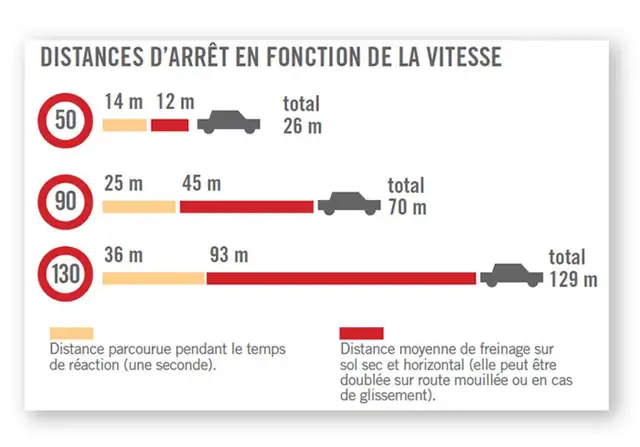 DISTANCES D'ARRÊT EN FONCTION DE LA VITESSE
50
14 m 12 m total
26 m
90
25 m 45 m total
70 m
130
36 m 93 m total
129 m
Distance parcourue pendant le temps
de réaction (une seconde).
Distance moyenne de freinage sur
sol sec et horizontal (elle peut être
doublée sur route mouillée ou en cas
de glissement).